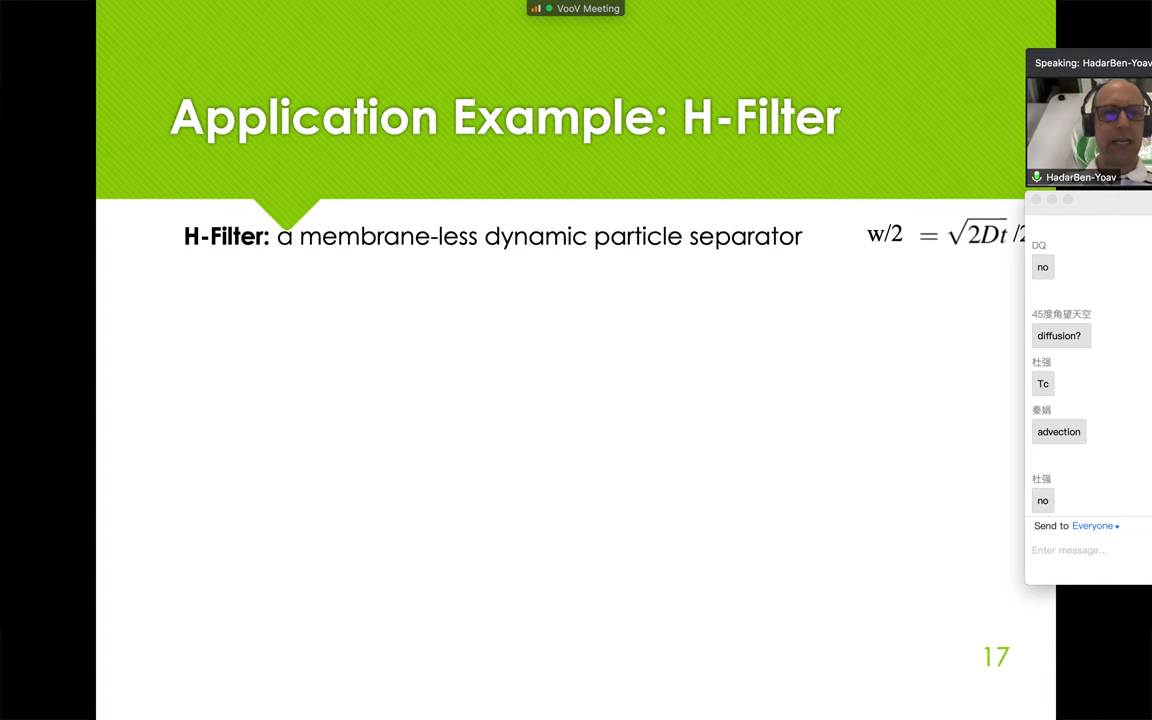 VooV Meeting
Application Example: H-Filter
H-Filter: a membrane-less dynamic particle separator
w/2 = √2Dt /2
17
Speaking: HadarBen-Yoav
HadarBen-Yoav
DQ
no
45度角望天空
diffusion?
杜强
Tc
秦娟
advection
杜强
no
Send to Everyone
Enter message...